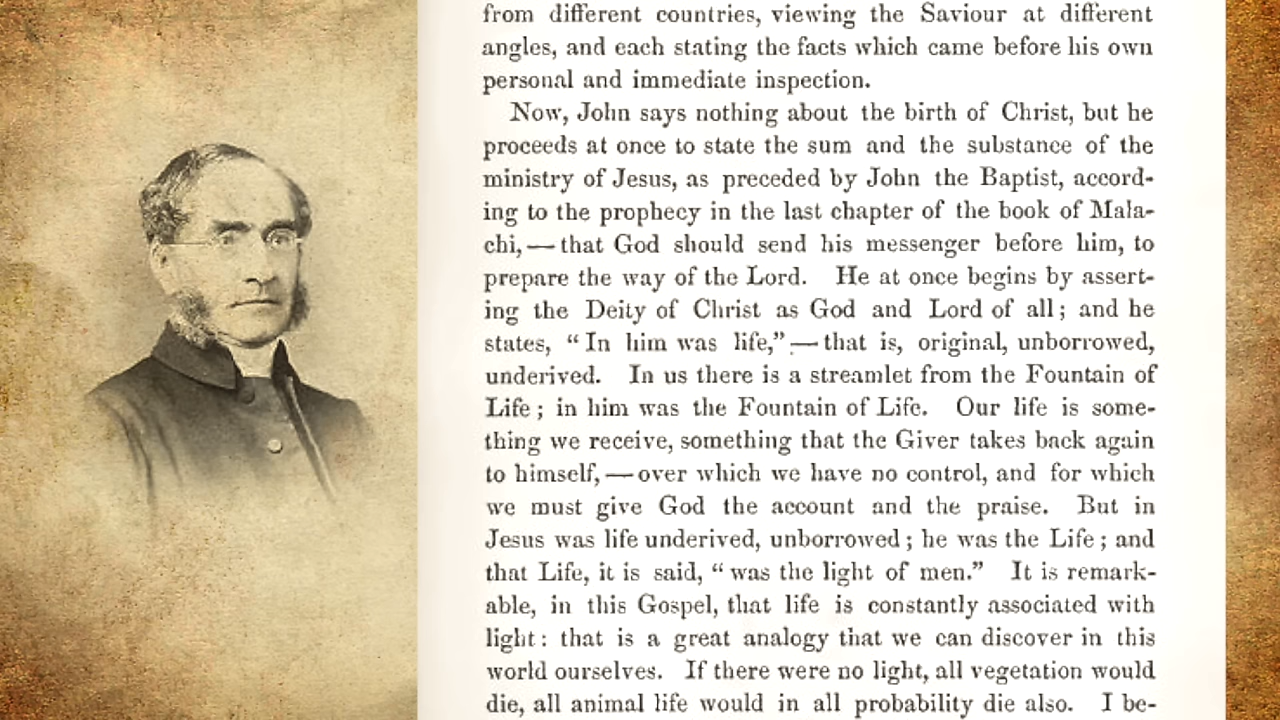 from different countries, viewing the Saviour at different
angles, and each stating the facts which came before his own
personal and immediate inspection.
Now, John says nothing about the birth of Christ, but he
proceeds at once to state the sum and the substance of the
ministry of Jesus, as preceded by John the Baptist, accord-
ing to the prophecy in the last chapter of the book of Mala-
chi,—that God should send his messenger before him, to
prepare the way of the Lord. He at once begins by assert-
ing the Deity of Christ as God and Lord of all; and he
states, “In him was life,”—that is, original, unborrowed,
underived. In us there is a streamlet from the Fountain of
Life; in him was the Fountain of Life. Our life is some-
thing we receive, something that the Giver takes back again
to himself,—over which we have no control, and for which
we must give God the account and the praise. But in
Jesus was life underived, unborrowed; he was the Life; and
that Life, it is said, “was the light of men.” It is remark-
able, in this Gospel, that life is constantly associated with
light: that is a great analogy that we can discover in this
world ourselves. If there were no light, all vegetation would
die, all animal life would in all probability die also. I be-